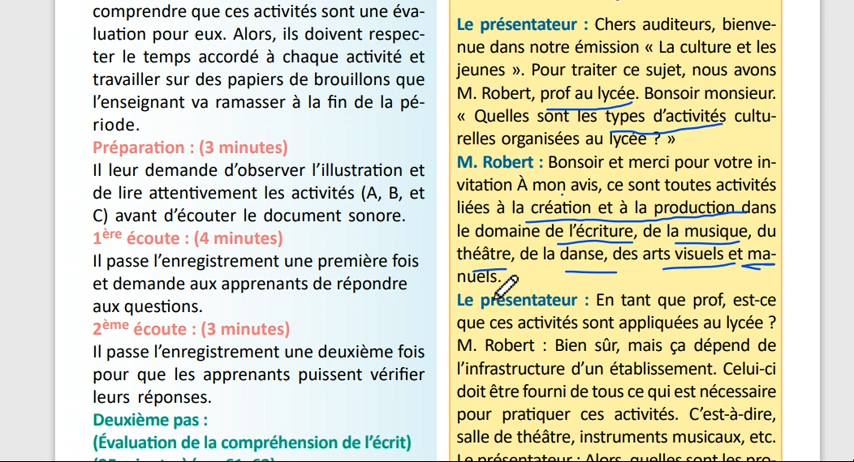 comprendre que ces activités sont une éva-
luation pour eux. Alors, ils doivent respec-
ter le temps accordé à chaque activité et
travailler sur des papiers de brouillons que
l'enseignant va ramasser à la fin de la pé-
riode.
Préparation : (3 minutes)
Il leur demande d'observer l'illustration et
de lire attentivement les activités (A, B, et
C) avant d'écouter le document sonore.
1ère écoute : (4 minutes)
Il passe l'enregistrement une première fois
et demande aux apprenants de répondre
aux questions.
2ème écoute : (3 minutes)
Il passe l'enregistrement une deuxième fois
pour que les apprenants puissent vérifier
leurs réponses.
Deuxième pas :
(Évaluation de la compréhension de l'écrit)
Le présentateur : Chers auditeurs, bienve-
nue dans notre émission « La culture et les
jeunes ». Pour traiter ce sujet, nous avons
M. Robert, prof au lycée. Bonsoir monsieur.
« Quelles sont les types d'activités cultu-
relles organisées au lycée ? »
M. Robert : Bonsoir et merci pour votre in-
vitation À mon avis, ce sont toutes activités
liées à la création et à la production dans
le domaine de l'écriture, de la musique, du
théâtre, de la danse, des arts visuels et ma-
nuels.
Le présentateur : En tant que prof, est-ce
que ces activités sont appliquées au lycée ?
M. Robert : Bien sûr, mais ça dépend de
l'infrastructure d'un établissement. Celui-ci
doit être fourni de tous ce qui est nécessaire
pour pratiquer ces activités. C'est-à-dire,
salle de théâtre, instruments musicaux, etc.
Le présentateur : Alors, quelles sont les pro-